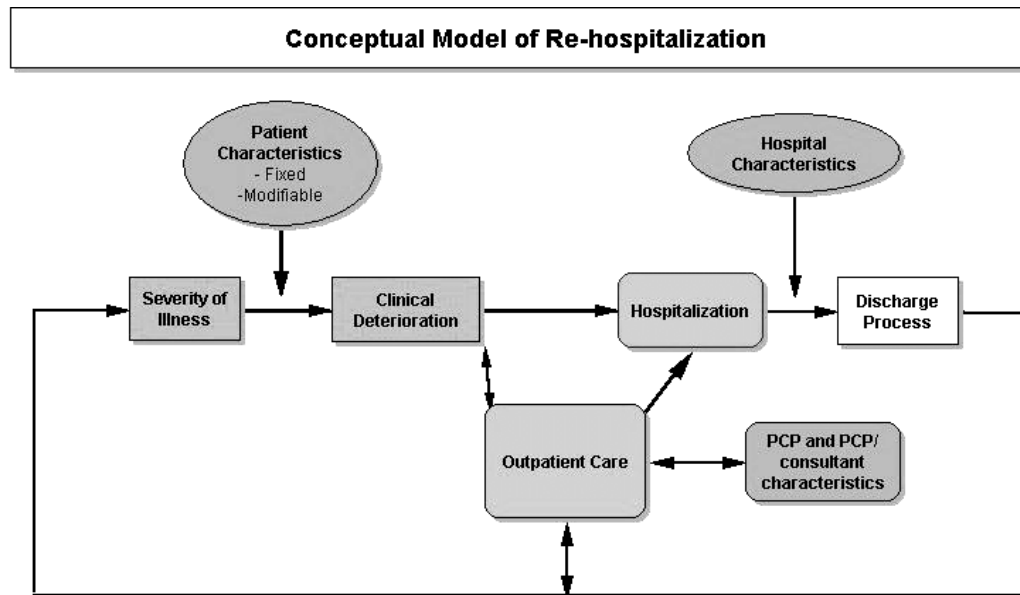 Conceptual Model of Re-hospitalization
Patient
Characteristics
- Fixed
-Modifiable
Hospital
Characteristics
Severity of
Illness
Clinical
Deterioration
Hospitalization
Discharge
Process
Outpatient Care
PCP and PCP/
consultant
characteristics